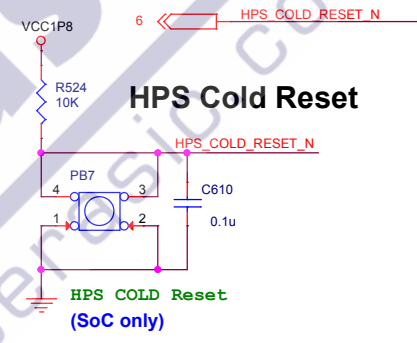 6 HPS_COLD_RESET_N
VCC1P8
R524
10K
HPS Cold Reset
HPS_COLD_RESET_N
PB7
4 3
1 2
C610
0.1u
HPS COLD Reset
(SoC only)